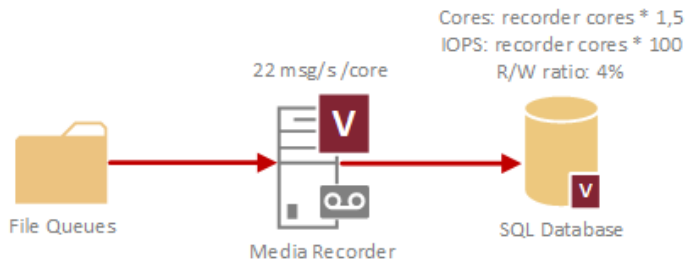 Cores: recorder cores * 1,5
IOPS: recorder cores * 100
R/W ratio: 4%
22 msg/s /core
V
V
File Queues
Media Recorder
SQL Database